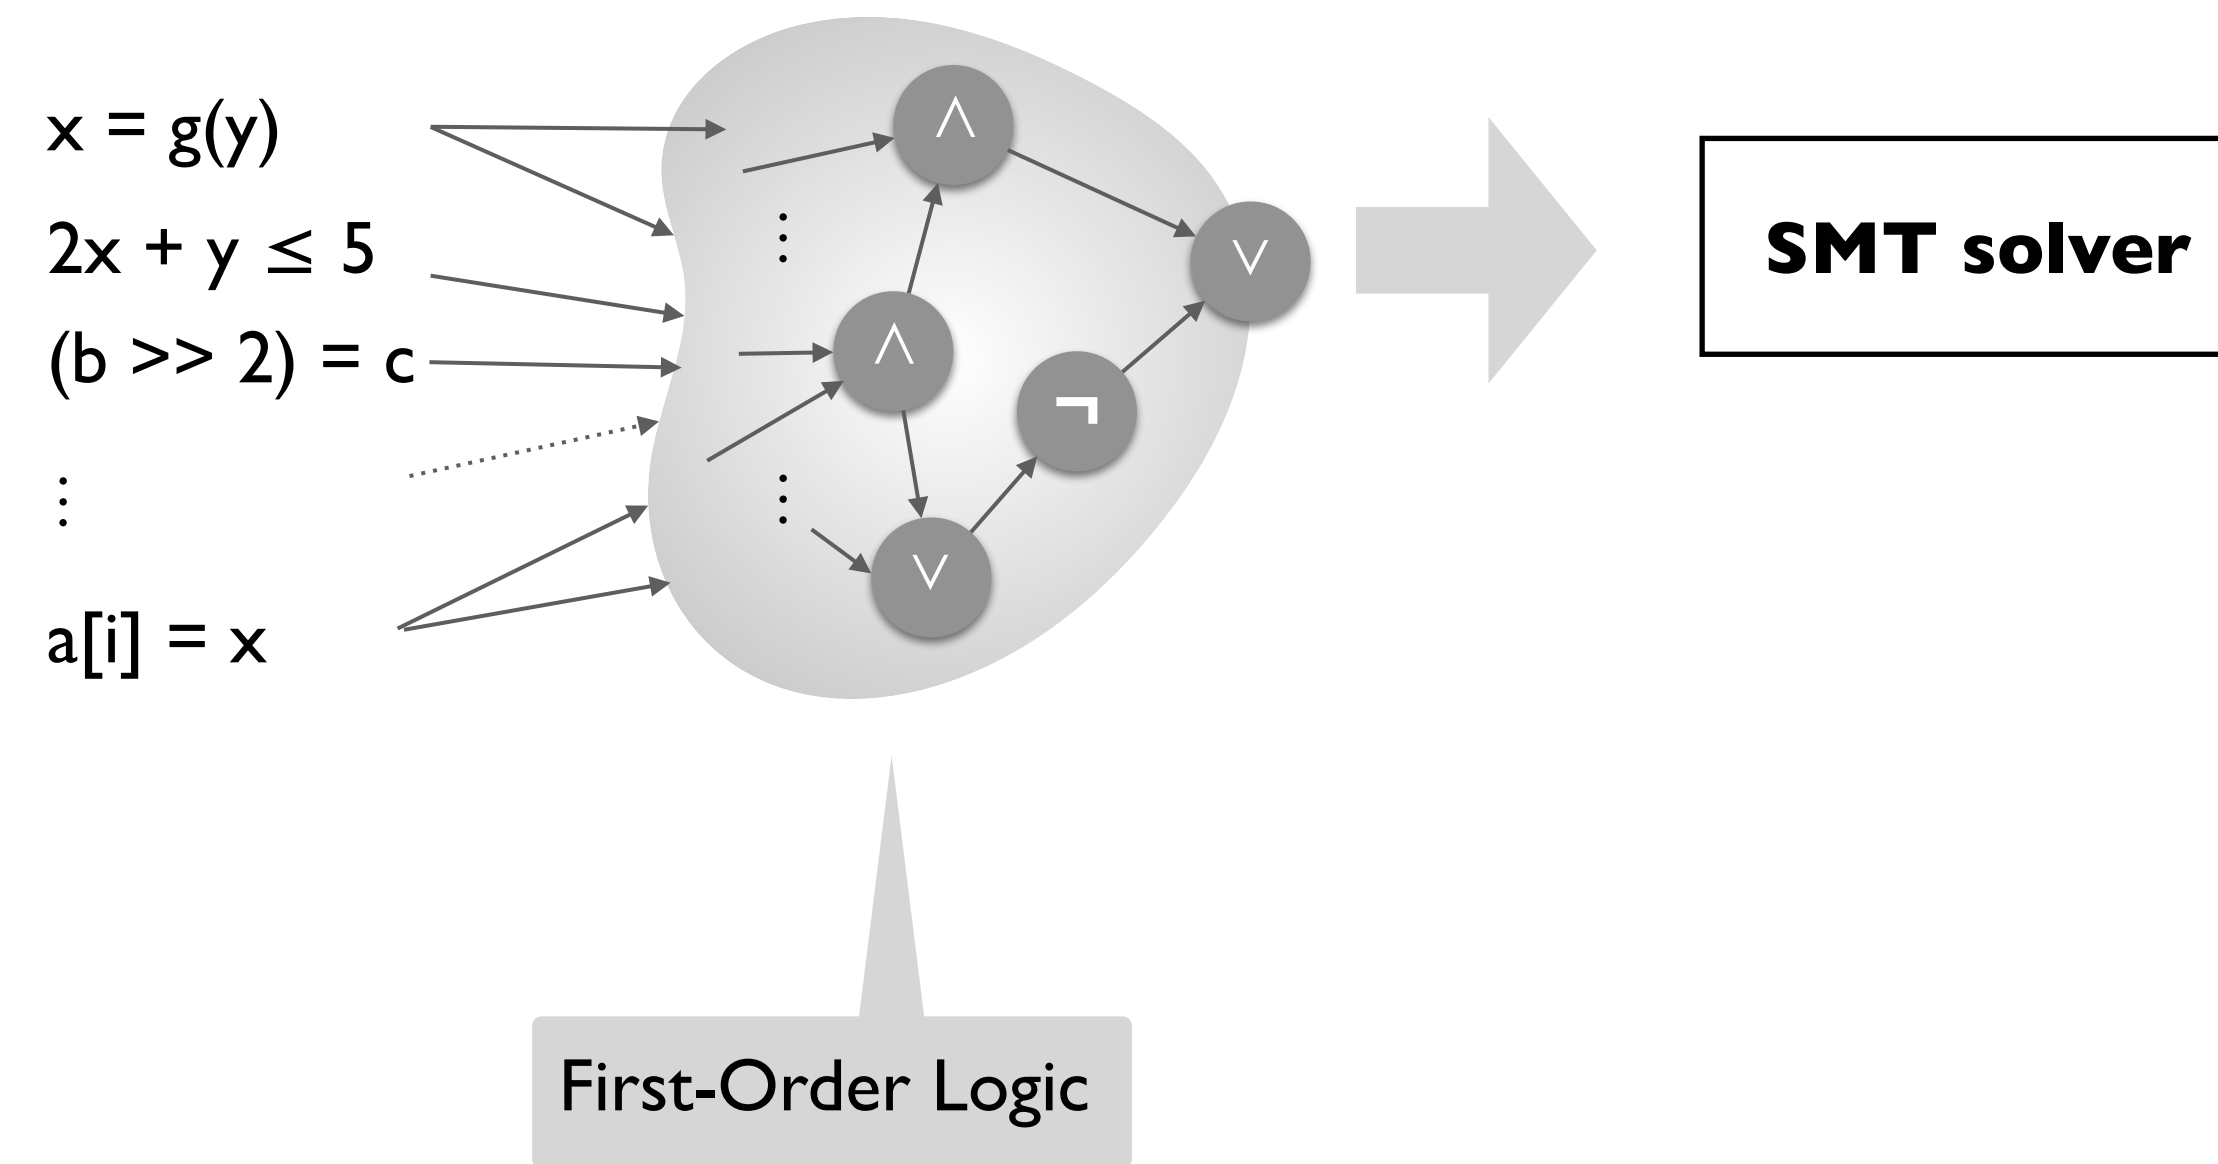 x = g(y)
2x + y ≤ 5
(b >> 2) = c
⋮
a[i] = x
⋮
⋮
∧
∧
∨
¬
∨
SMT solver
First-Order Logic